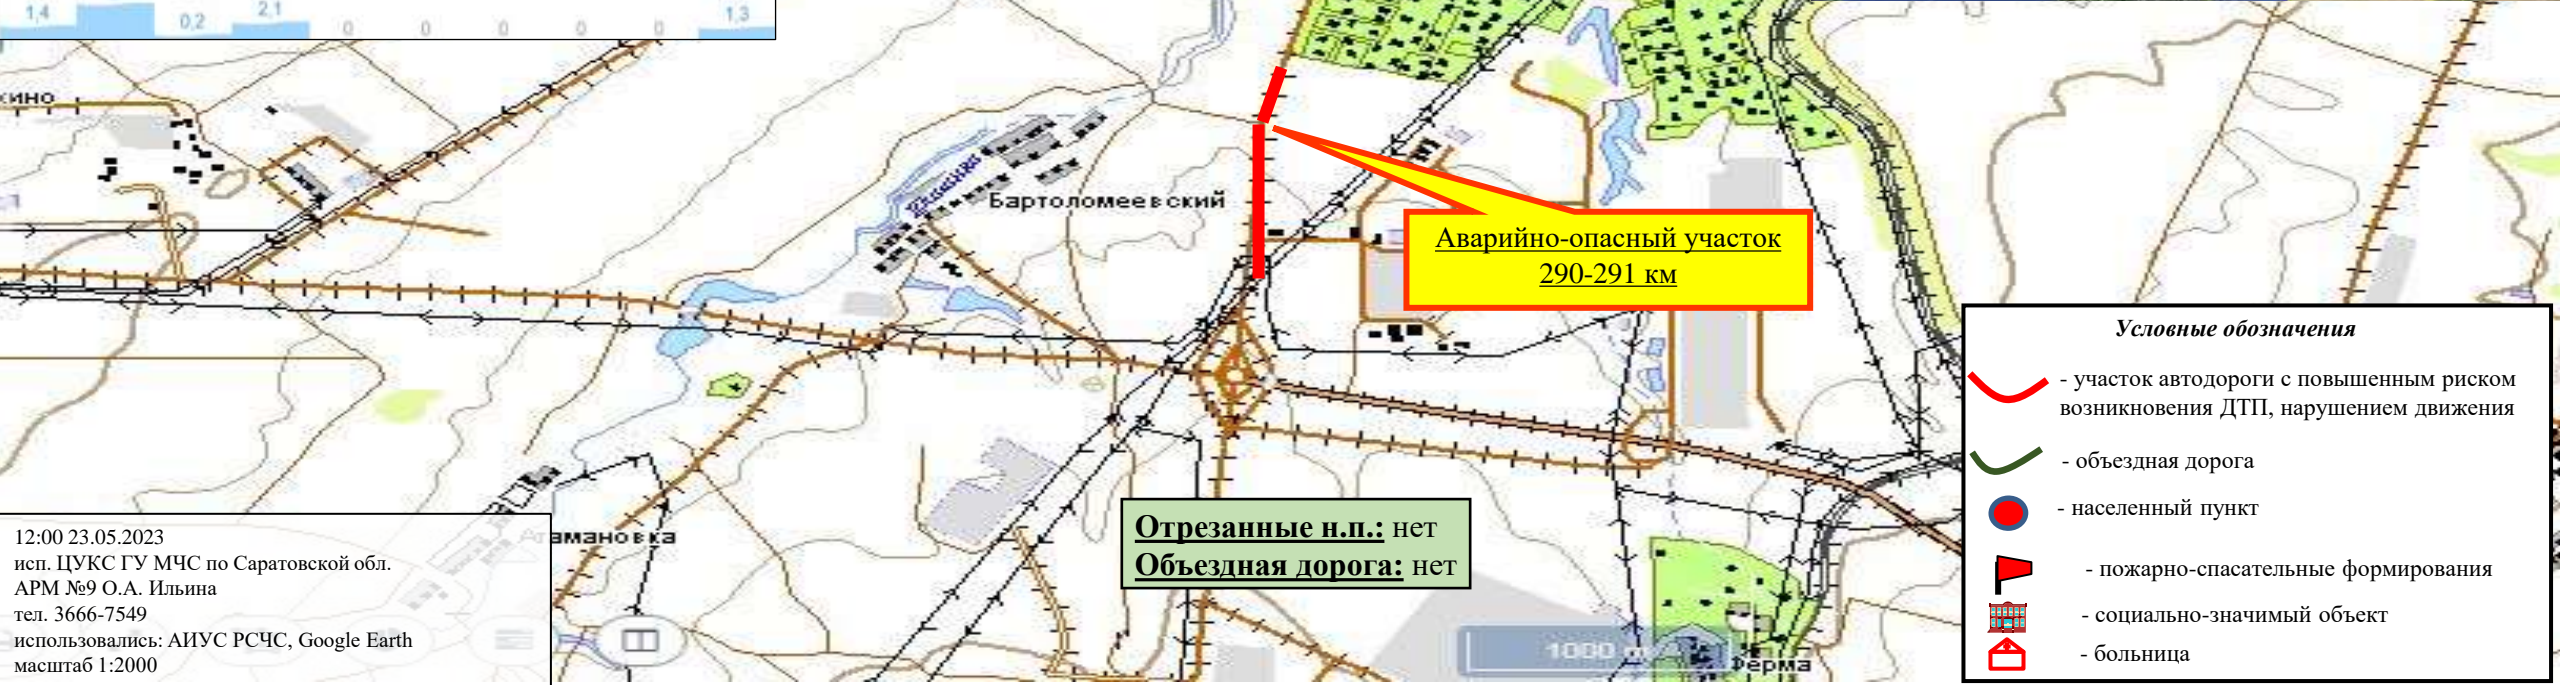 1,4
0,2
2,1
0
0
0
0
0
1,3
кино
Бартоломеевский
Аварийно-опасный участок
290-291 км
Условные обозначения
- участок автодороги с повышенным риском
возникновения ДТП, нарушением движения
- объездная дорога
- населенный пункт
- пожарно-спасательные формирования
- социально-значимый объект
- больница
Отрезанные н.п.: нет
Объездная дорога: нет
Атамановка
12:00 23.05.2023
исп. ЦУКС ГУ МЧС по Саратовской обл.
АРМ №9 О.А. Ильина
тел. 3666-7549
использовались: АИУС РСЧС, Google Earth
масштаб 1:2000
1000 m
Ферма